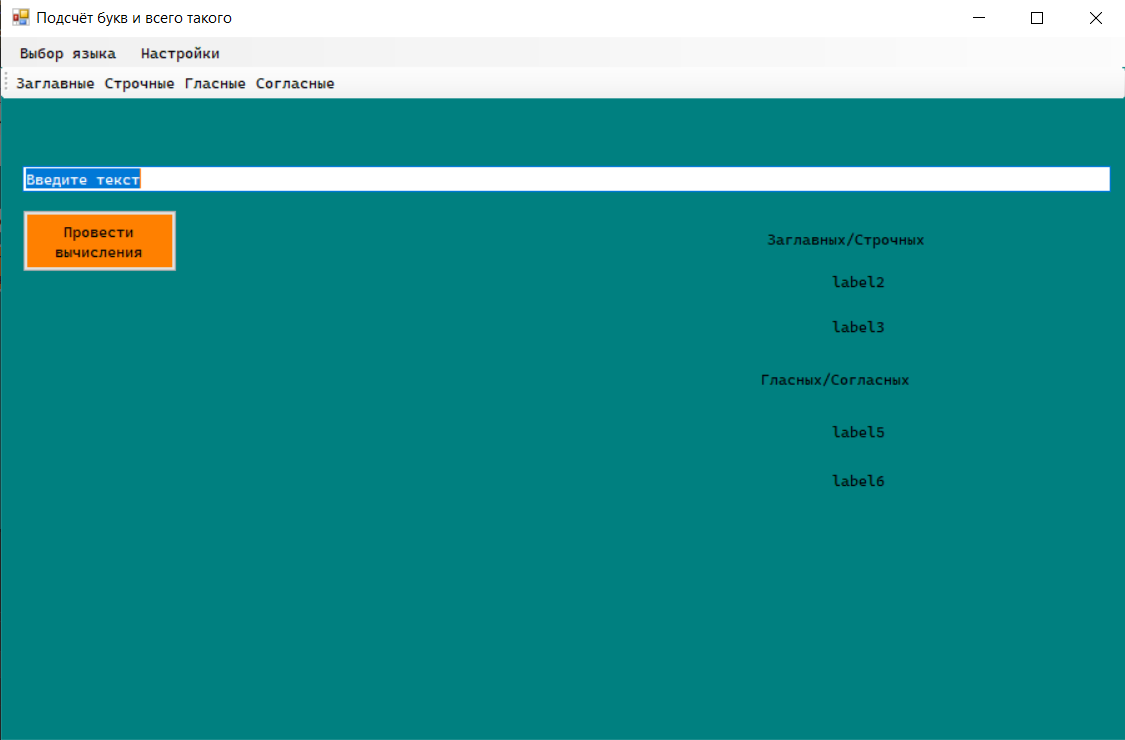 Подсчёт букв и всего такого
Выбор языка Настройки
Заглавные Строчные Гласные Согласные
Введите текст
Провести
вычисления
Заглавных/Строчных
label2
label3
Гласных/Согласных
label5
label6